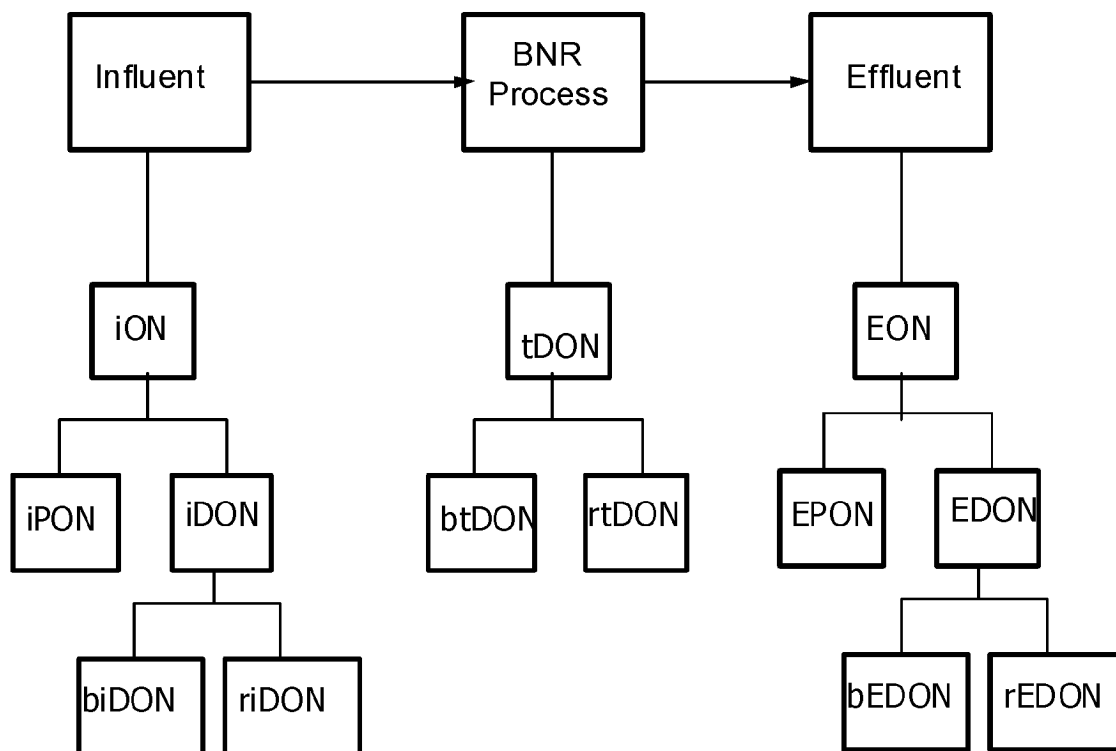 Influent
BNR
Process
Effluent
iON
tDON
EON
iPON
iDON
btDON
rtDON
EPON
EDON
biDON
riDON
bEDON
rEDON